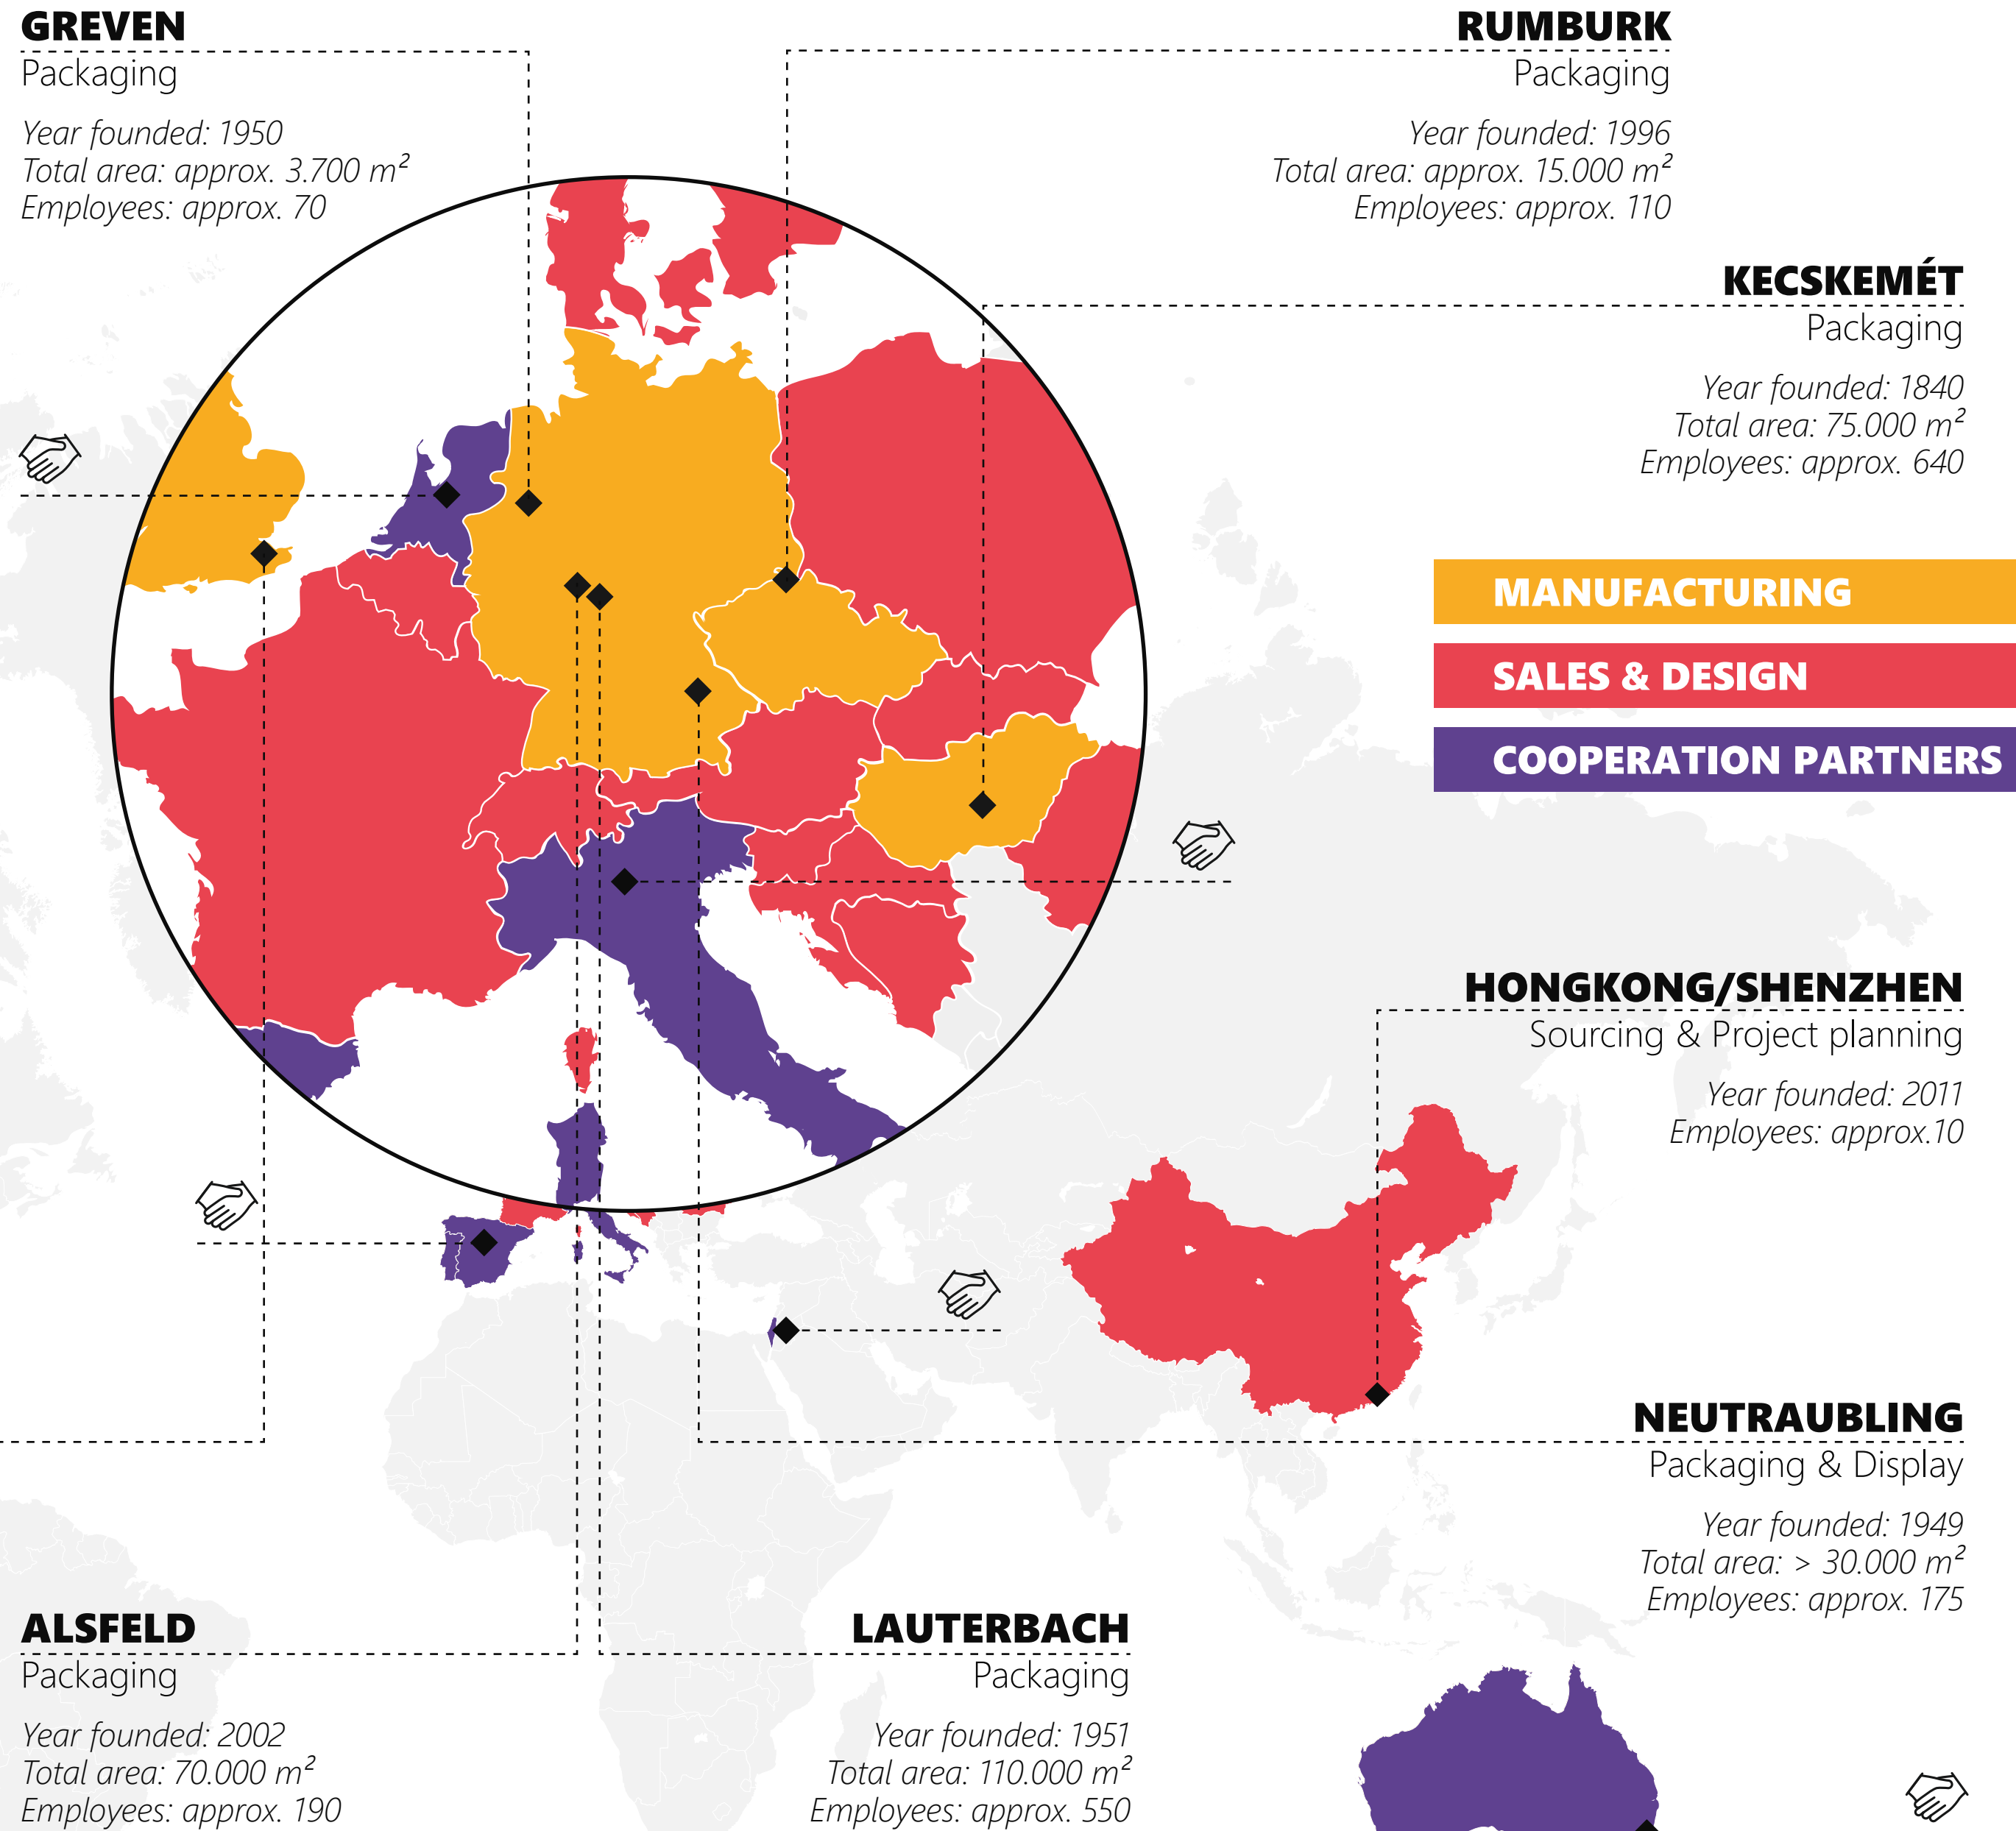 GREVEN
Packaging
Year founded: 1950
Total area: approx. 3.700 m²
Employees: approx. 70
RUMBURK
Packaging
Year founded: 1996
Total area: approx. 15.000 m²
Employees: approx. 110
KECSKEMÉT
Packaging
Year founded: 1840
Total area: 75.000 m²
Employees: approx. 640
MANUFACTURING
SALES & DESIGN
COOPERATION PARTNERS
HONGKONG/SHENZHEN
Sourcing & Project planning
Year founded: 2011
Employees: approx.10
NEUTRAUBLING
Packaging & Display
Year founded: 1949
Total area: > 30.000 m²
Employees: approx. 175
ALSFELD
Packaging
Year founded: 2002
Total area: 70.000 m²
Employees: approx. 190
LAUTERBACH
Packaging
Year founded: 1951
Total area: 110.000 m²
Employees: approx. 550